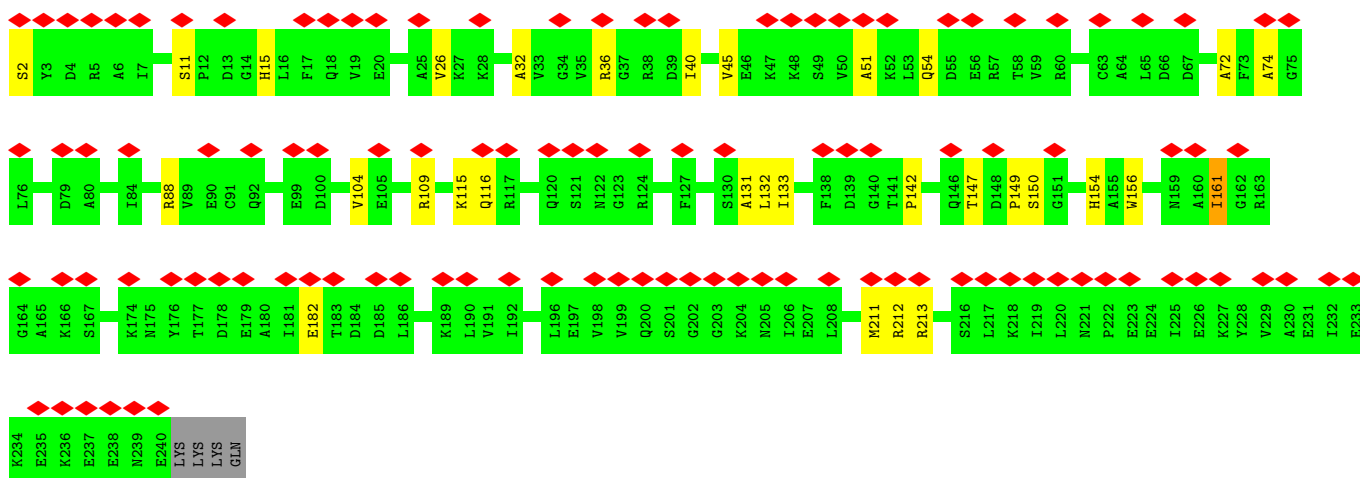 S2 Y3 D4 R5 A6 I7 S11 P12 D13 G14 H15 L16 F17 Q18 V19 E20 A25 V26 K27 K28 A32 V33 G34 V35 R36 G37 R38 D39 I40 V45 E46 K47 K48 S49 V50 A51 K52 L53 Q54 D55 E56 R57 T58 V59 R60 C63 A64 L65 D66 D67 A72 F73 A74 G75
L76 D79 A80 I84 R88 V89 E90 C91 Q92 E99 D100 V104 E105 R109 K115 Q116 R117 Q120 S121 N122 G123 R124 F127 S130 A131 L132 I133 F138 D139 G140 T141 P142 Q146 T147 D148 P149 S150 G151 H154 A155 W156 N159 A160 I161 G162 R163
G164 A165 K166 S167 K174 N175 Y176 T177 D178 E179 A180 I181 E182 T183 D184 D185 L186 K189 L190 V191 I192 L196 E197 V198 V199 Q200 S201 G202 G203 K204 N205 I206 E207 L208 M211 R212 R213 S216 L217 K218 I219 L220 N221 P222 E223 E224 I225 E226 K227 Y228 V229 A230 E231 I232 E233
K234 E235 K236 E237 E238 N239 E240 LYS LYS LYS GLN